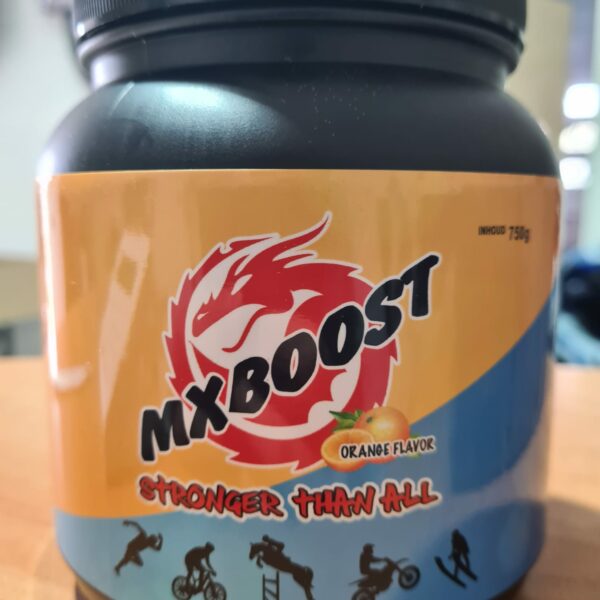 INHOUD 750g
MXBOOST
ORANGE FLAVOR
STRONGER THAN ALL